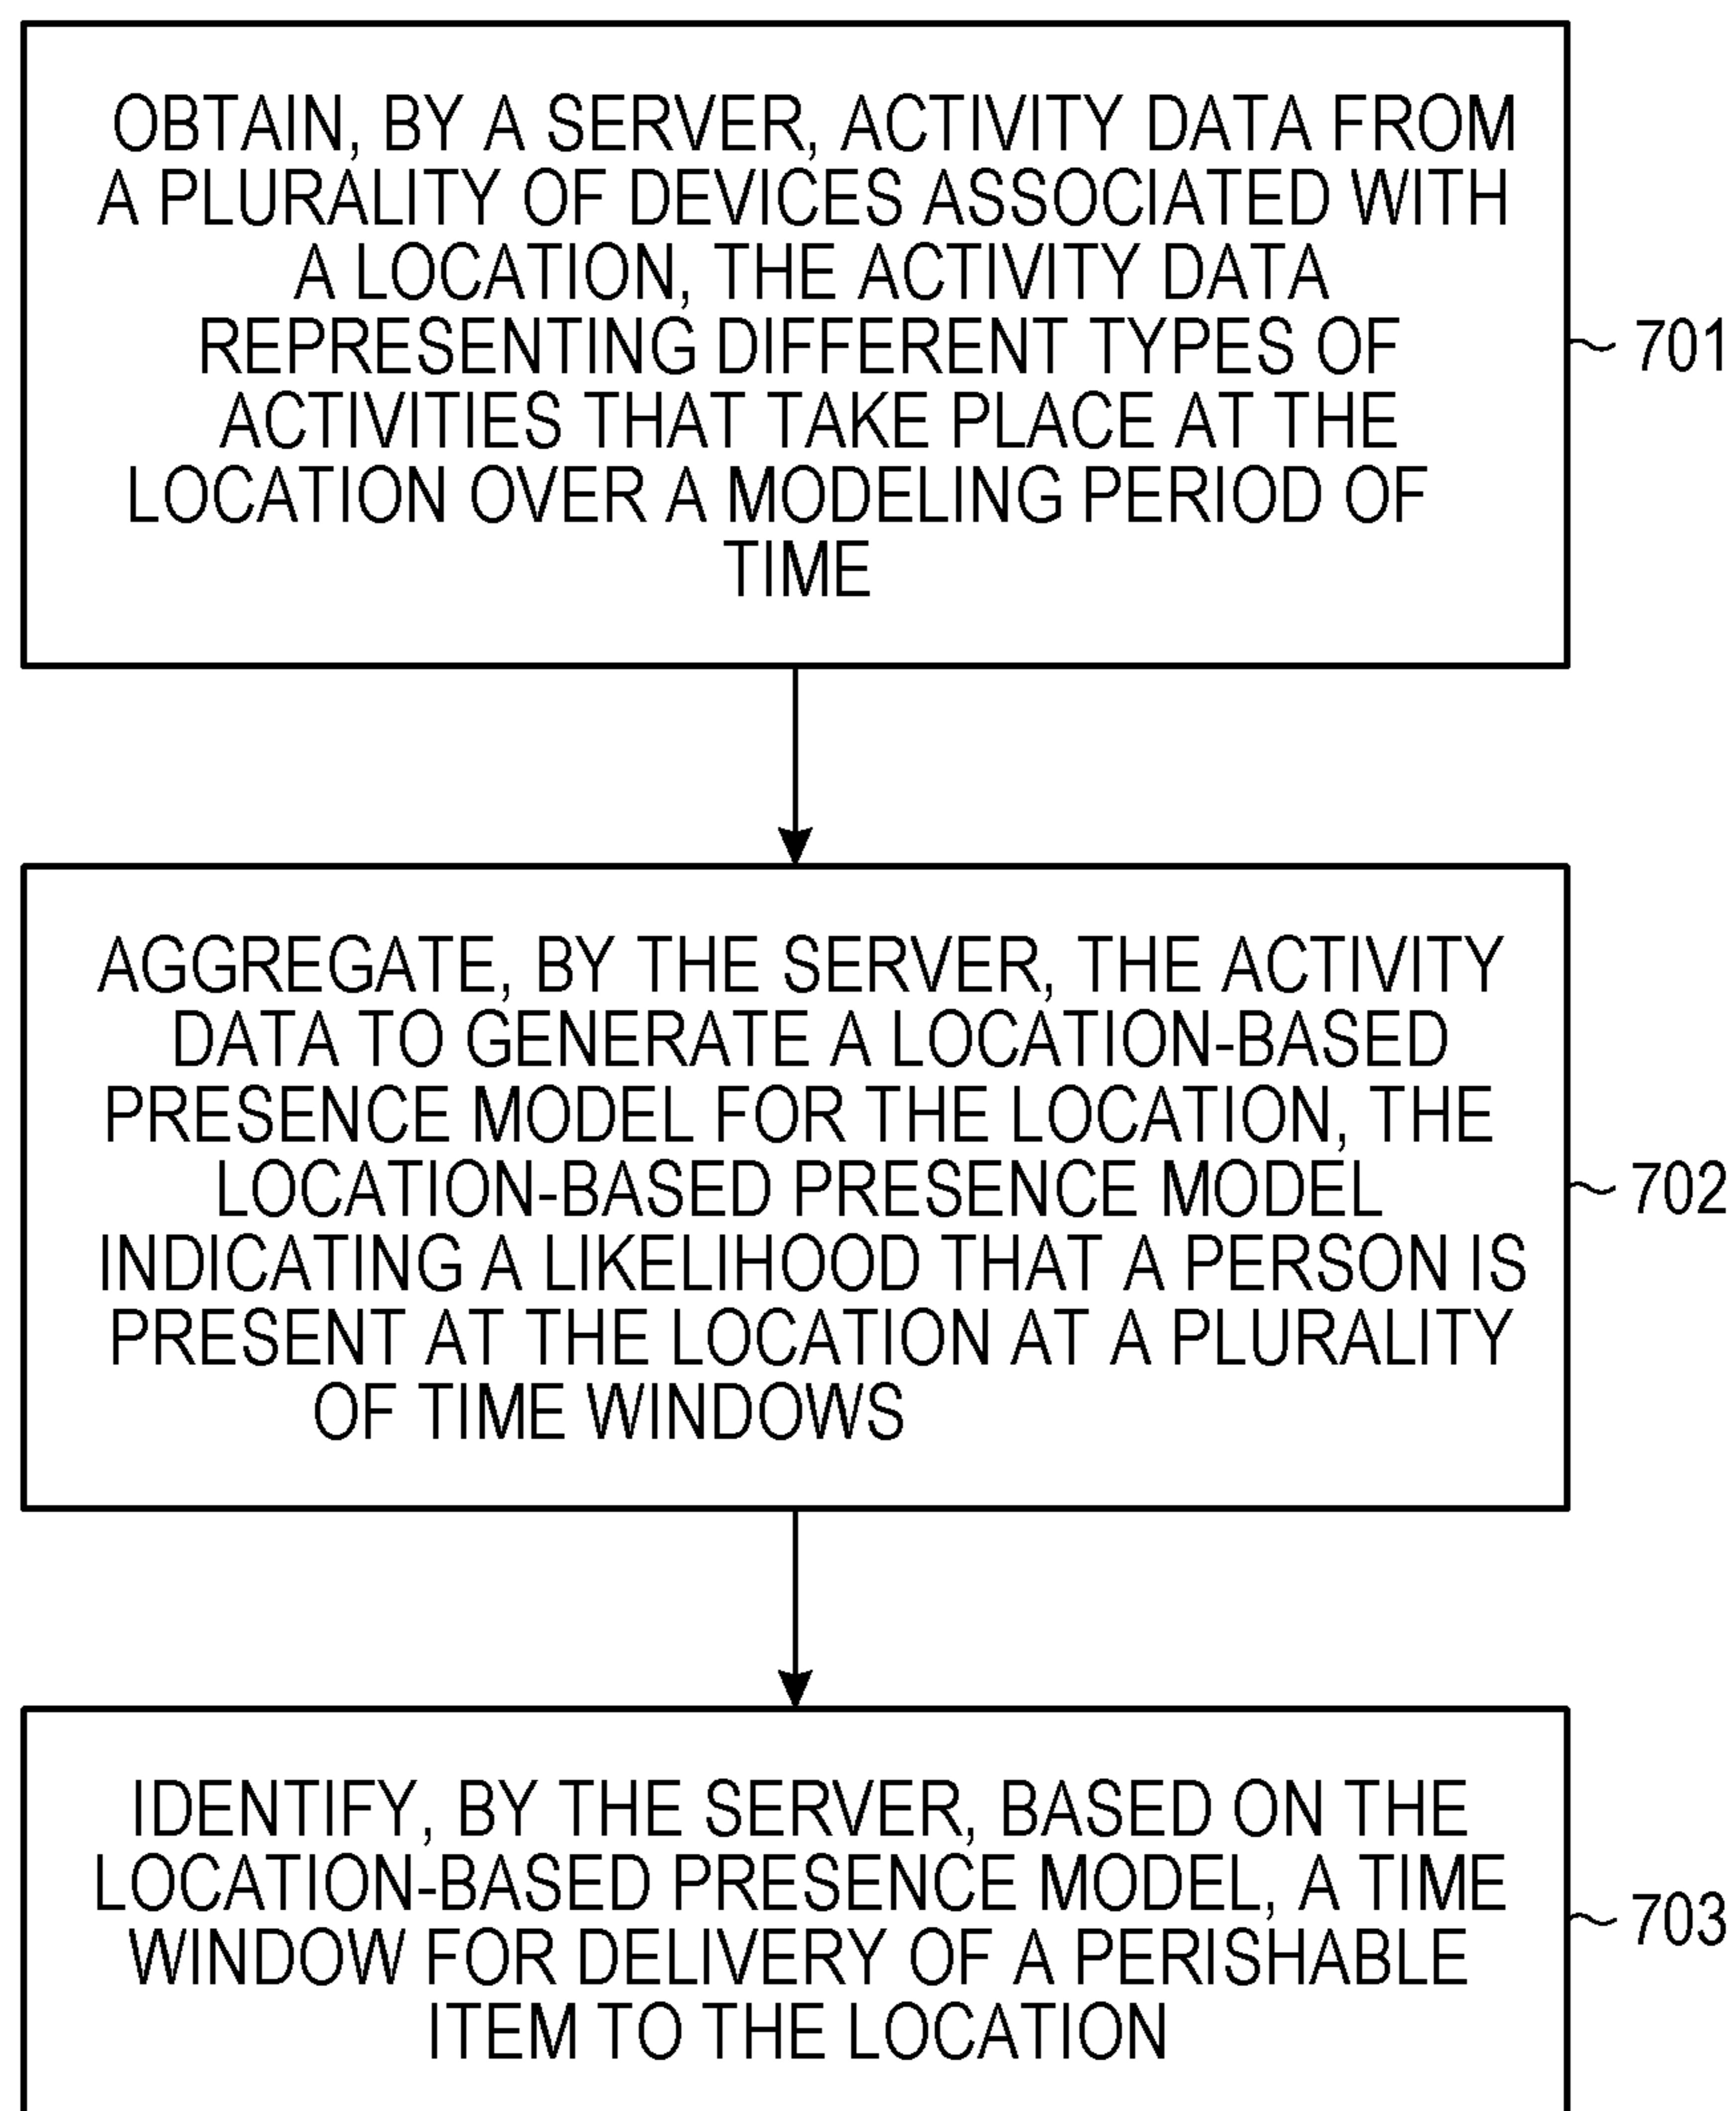 OBTAIN, BY A SERVER, ACTIVITY DATA FROM
A PLURALITY OF DEVICES ASSOCIATED WITH
A LOCATION, THE ACTIVITY DATA
REPRESENTING DIFFERENT TYPES OF
ACTIVITIES THAT TAKE PLACE AT THE
LOCATION OVER A MODELING PERIOD OF
TIME
701
AGGREGATE, BY THE SERVER, THE ACTIVITY
DATA TO GENERATE A LOCATION-BASED
PRESENCE MODEL FOR THE LOCATION, THE
LOCATION-BASED PRESENCE MODEL
INDICATING A LIKELIHOOD THAT A PERSON IS
PRESENT AT THE LOCATION AT A PLURALITY
OF TIME WINDOWS
702
IDENTIFY, BY THE SERVER, BASED ON THE
LOCATION-BASED PRESENCE MODEL, A TIME
WINDOW FOR DELIVERY OF A PERISHABLE
ITEM TO THE LOCATION
703